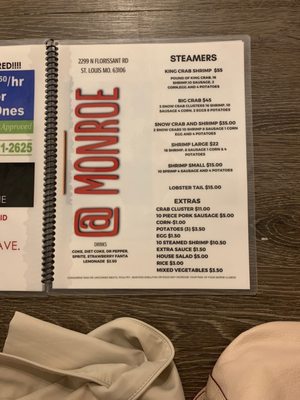 RED!!!!
50/hr
or
Ones
Approved
1-2625
UE
ID
AVE.
2299 N FLORISSANT RD
ST. LOUIS MO. 63106
@ MONROE
DRINKS
COKE, DIET COKE, DR PEPPER,
SPRITE, STRAWBERRY FANTA
LEMONADE $2.50
STEAMERS
KING CRAB SHRIMP $55
POUND OF KING CRAB, 16
SHRIMP, 10 SAUSAGE, 2
CORN, EGG AND 4 POTATOES
BIG CRAB $45
3 SNOW CRAB CLUSTERS 16 SHRIMP, 10
SAUSAGE 4 CORN, 2 EGGS & 5 POTATOES
SNOW CRAB AND SHRIMP $35.00
2 SNOW CRABS 10 SHRIMP 5 SAUSAGE 1 CORN
EGG AND 4 POTATOES
SHRIMP LARGE $22
16 SHRIMP, SAUSAGE 1 CORN &
4 POTATOES
SHRIMP SMALL $15.00
10 SHRIMP 4 SAUSAGE AND 4 POTATOES
LOBSTER TAIL $15.00
EXTRAS
CRAB CLUSTER $11.00
10 PIECE PORK SAUSAGE $5.00
CORN-$1.00
POTATOES (3) $3.50
EGG $1.50
10 STEAMED SHRIMP $10.50
EXTRA SAUCE $1.50
HOUSE SALAD $5.00
RICE $3.00
MIXED VEGETABLES $3.50